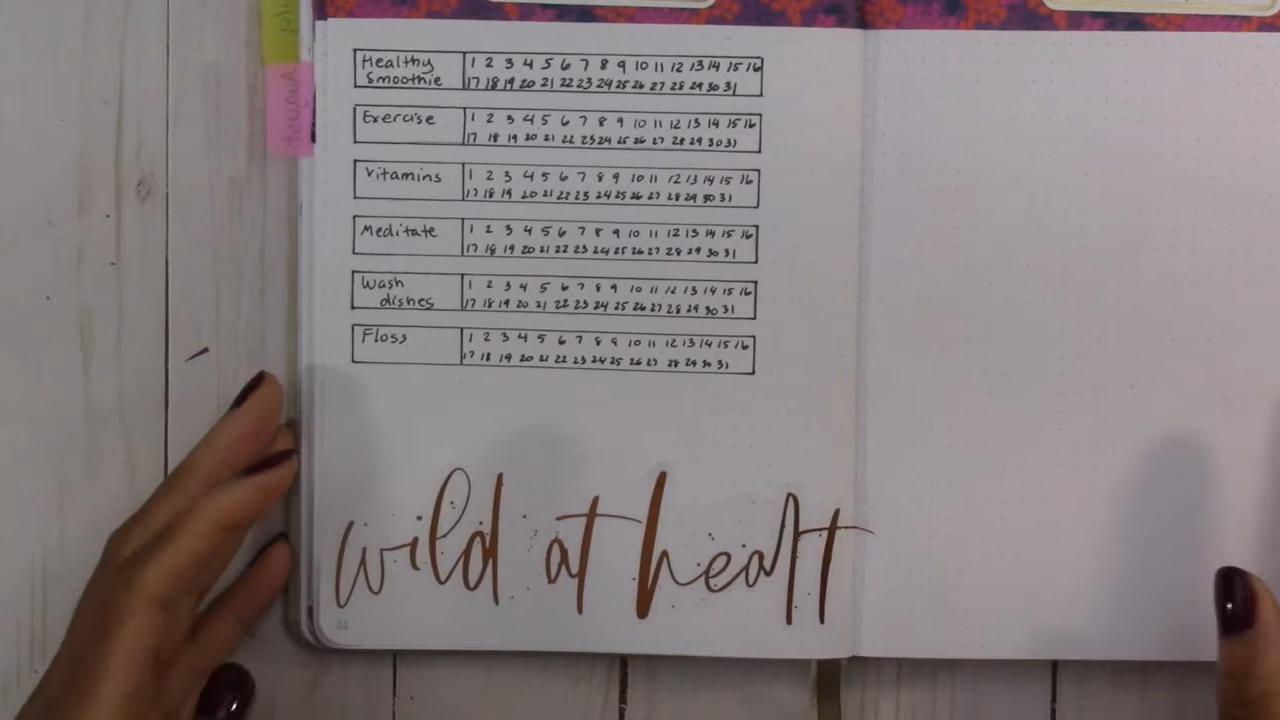 Healthy Smoothie
1 2 3 4 5 6 7 8 9 10 11 12 13 14 15 16
17 18 19 20 21 22 23 24 25 26 27 28 29 30 31
Exercise
1 2 3 4 5 6 7 8 9 10 11 12 13 14 15 16
17 18 19 20 21 22 23 24 25 26 27 28 29 30 31
Vitamins
1 2 3 4 5 6 7 8 9 10 11 12 13 14 15 16
17 18 19 20 21 22 23 24 25 26 27 28 29 30 31
Meditate
1 2 3 4 5 6 7 8 9 10 11 12 13 14 15 16
17 18 19 20 21 22 23 24 25 26 27 28 29 30 31
Wash dishes
1 2 3 4 5 6 7 8 9 10 11 12 13 14 15 16
17 18 19 20 21 22 23 24 25 26 27 28 29 30 31
Floss
1 2 3 4 5 6 7 8 9 10 11 12 13 14 15 16
17 18 19 20 21 22 23 24 25 26 27 28 29 30 31
wild at heart
44
August